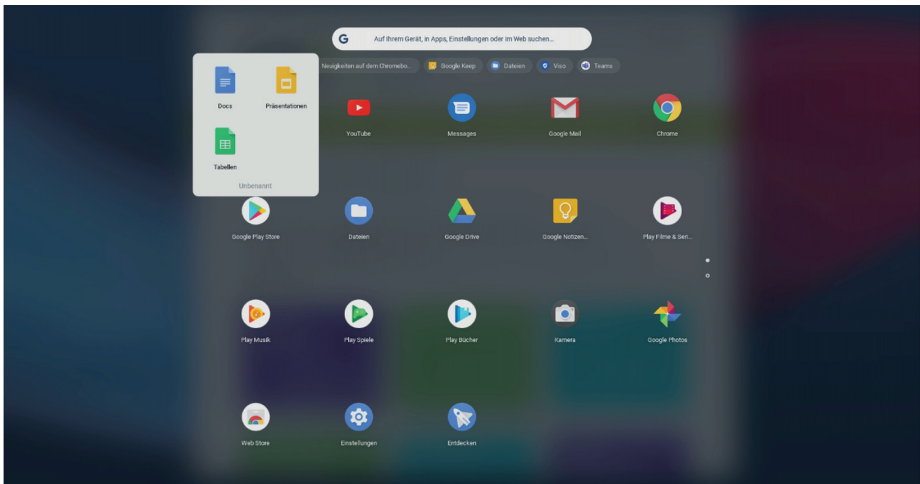 Auf Ihrem Gerät, in Apps, Einstellungen oder im Web suchen...
Neuigkeiten auf dem Chromebo...
Google Keep
Dateien
Vivo
Teams
Docs
Präsentationen
Tabellen
Unbenannt
YouTube
Messages
Google Mail
Chrome
Google Play Store
Dateien
Google Drive
Google Notizen...
Play Filme & Seri...
Play Musik
Play Spiele
Play Bücher
Kamera
Google Photos
Web Store
Einstellungen
Entdecken